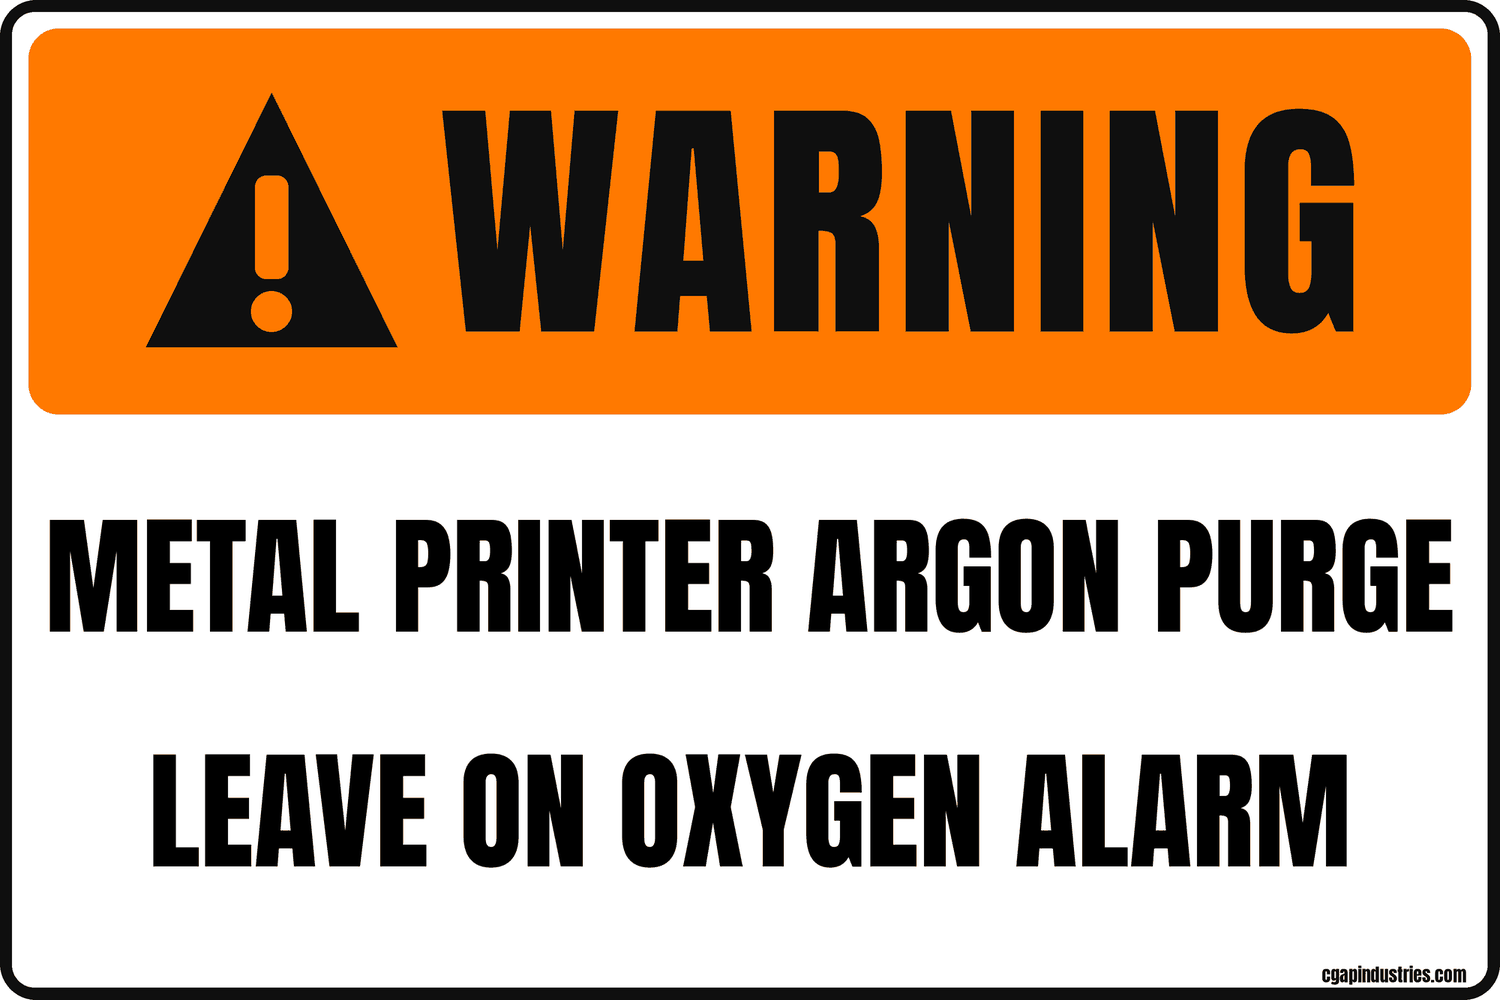 WARNING
METAL PRINTER ARGON PURGE
LEAVE ON OXYGEN ALARM
cgapindustries.com